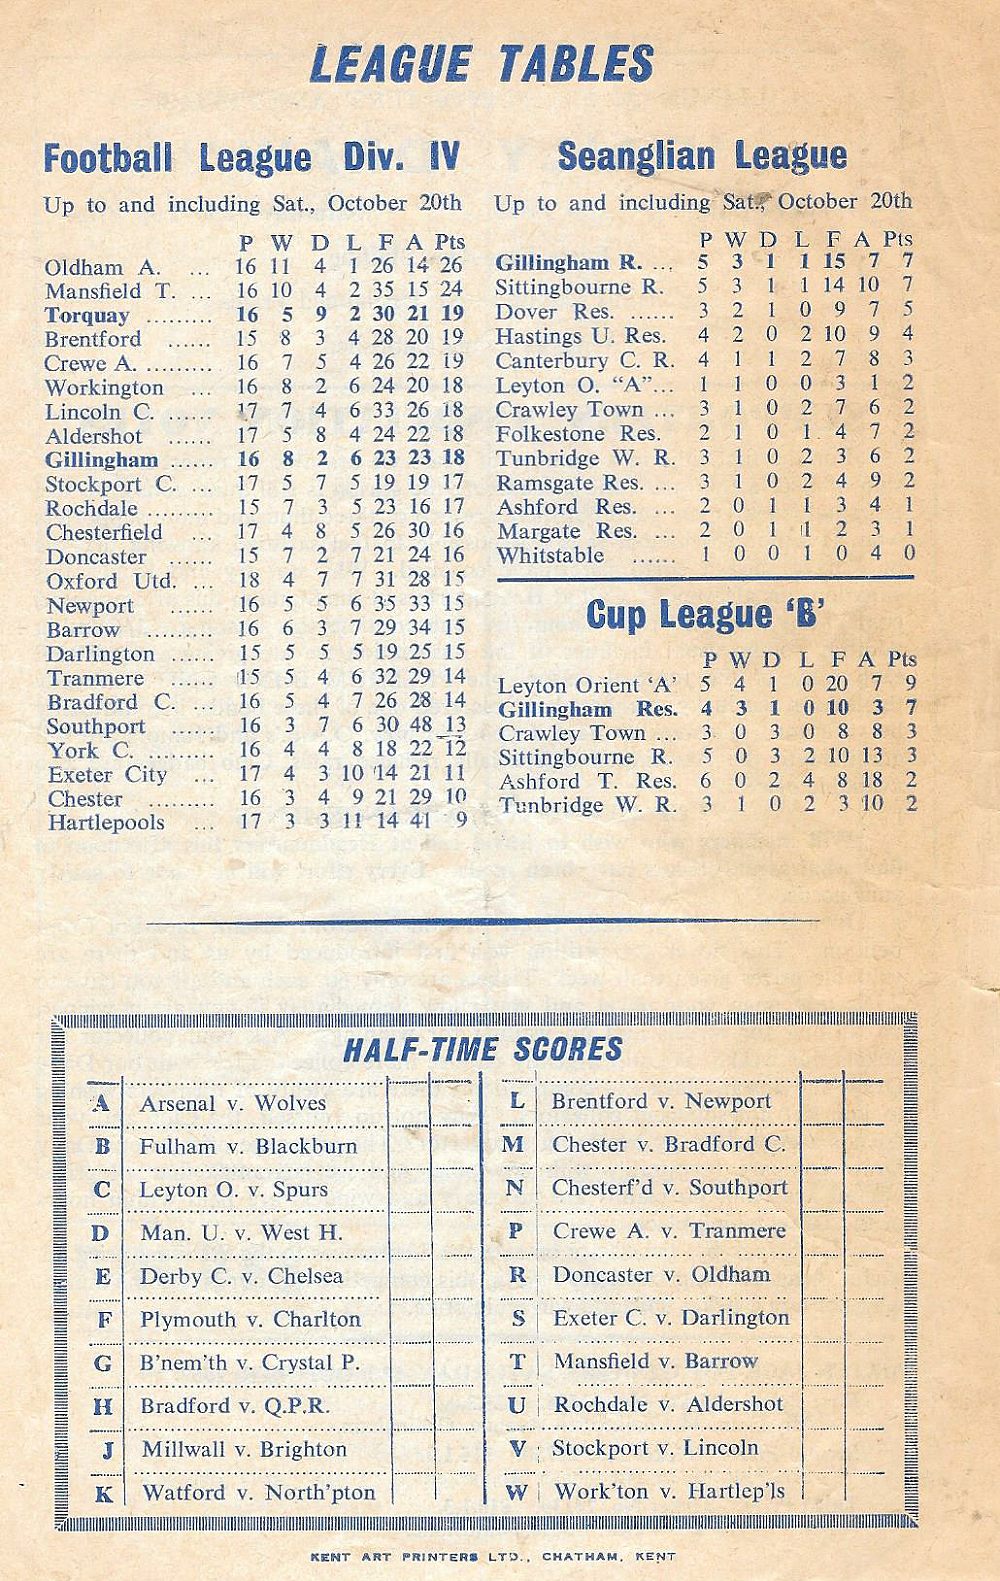 LEAGUE TABLES
Football League Div. IV
Up to and including Sat., October 20th
P W D L F A Pts
Oldham A. ... 16 11 4 1 26 14 26
Mansfield T. ... 16 10 4 2 35 15 24
Torquay ......... 16 5 9 2 30 21 19
Brentford ...... 15 8 3 4 28 20 19
Crewe A. ......... 16 7 5 4 26 22 19
Workington ... 16 8 2 6 24 20 18
Lincoln C. ...... 17 7 4 6 33 26 18
Aldershot ...... 17 5 8 4 24 22 18
Gillingham ...... 16 8 2 6 23 23 18
Stockport C. ... 17 5 7 5 19 19 17
Rochdale ......... 15 7 3 5 23 16 17
Chesterfield ... 17 4 8 5 26 30 16
Doncaster ...... 15 7 2 7 21 24 16
Oxford Utd. ... 18 4 7 7 31 28 15
Newport ...... 16 5 5 6 35 33 15
Barrow ......... 16 6 3 7 29 34 15
Darlington ...... 15 5 5 5 19 25 15
Tranmere ...... 15 5 4 6 32 29 14
Bradford C. ... 16 5 4 7 26 28 14
Southport ...... 16 3 7 6 30 48 13
York C. ......... 16 4 4 8 18 22 12
Exeter City ... 17 4 3 10 14 21 11
Chester ......... 16 3 4 9 21 29 10
Hartlepools ... 17 3 3 11 14 41 9
Seanglian League
Up to and including Sat., October 20th
P W D L F A Pts
Gillingham R. ... 5 3 1 1 15 7 7
Sittingbourne R. 5 3 1 1 14 10 7
Dover Res. ...... 3 2 1 0 9 7 5
Hastings U. Res. 4 2 0 2 10 9 4
Canterbury C. R. 4 1 1 2 7 8 3
Leyton O. "A"... 1 1 0 0 3 1 2
Crawley Town ... 3 1 0 2 7 6 2
Folkestone Res. 2 1 0 1 4 7 2
Tunbridge W. R. 3 1 0 2 3 6 2
Ramsgate Res. ... 3 1 0 2 4 9 2
Ashford Res. ... 2 0 1 1 3 4 1
Margate Res. ... 2 0 1 1 2 3 1
Whitstable ...... 1 0 0 1 0 4 0
Cup League 'B'
P W D L F A Pts
Leyton Orient 'A' 5 4 1 0 20 7 9
Gillingham Res. 4 3 1 0 10 3 7
Crawley Town ... 3 0 3 0 8 8 3
Sittingbourne R. 5 0 3 2 10 13 3
Ashford T. Res. 6 0 2 4 8 18 2
Tunbridge W. R. 3 1 0 2 3 10 2
HALF-TIME SCORES
A Arsenal v. Wolves
B Fulham v. Blackburn
C Leyton O. v. Spurs
D Man. U. v. West H.
E Derby C. v. Chelsea
F Plymouth v. Charlton
G B'nem'th v. Crystal P.
H Bradford v. Q.P.R.
J Millwall v. Brighton
K Watford v. North'pton
L Brentford v. Newport
M Chester v. Bradford C.
N Chesterf'd v. Southport
P Crewe A. v. Tranmere
R Doncaster v. Oldham
S Exeter C. v. Darlington
T Mansfield v. Barrow
U Rochdale v. Aldershot
V Stockport v. Lincoln
W Work'ton v. Hartlep'ls
KENT ART PRINTERS LTD., CHATHAM, KENT